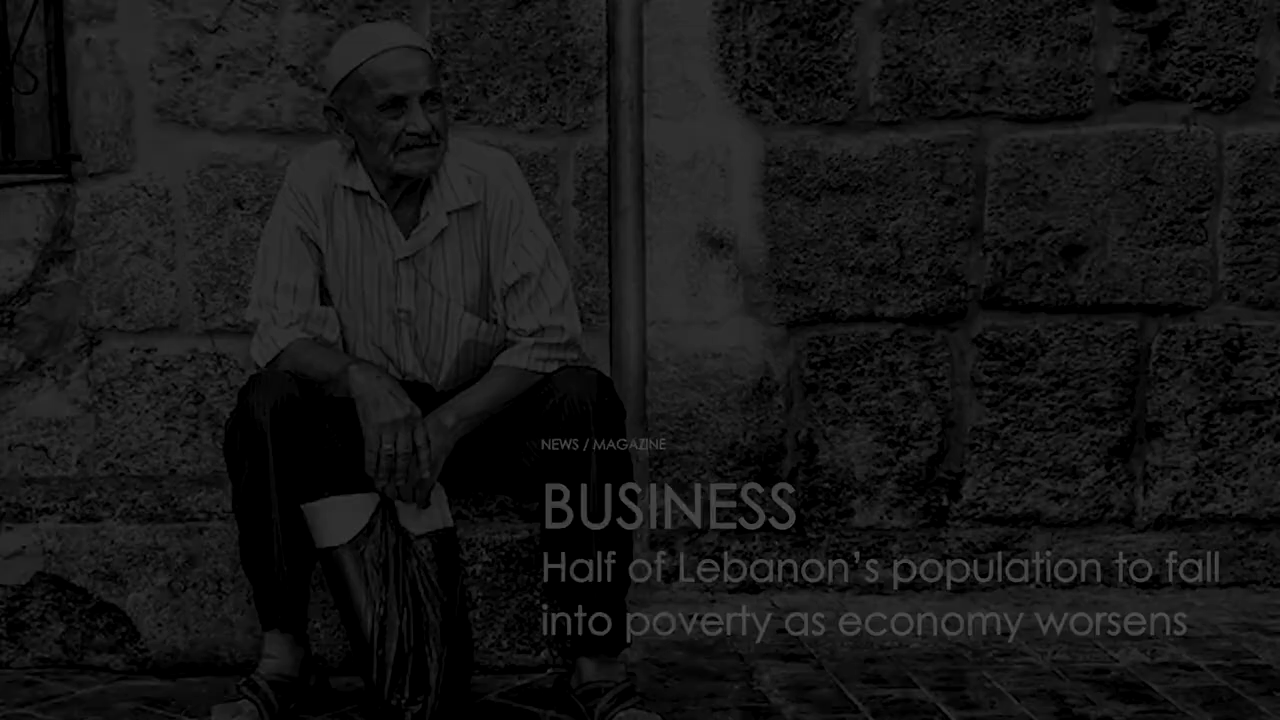 NEWS / MAGAZINE
BUSINESS
Half of Lebanon’s population to fall
into poverty as economy worsens